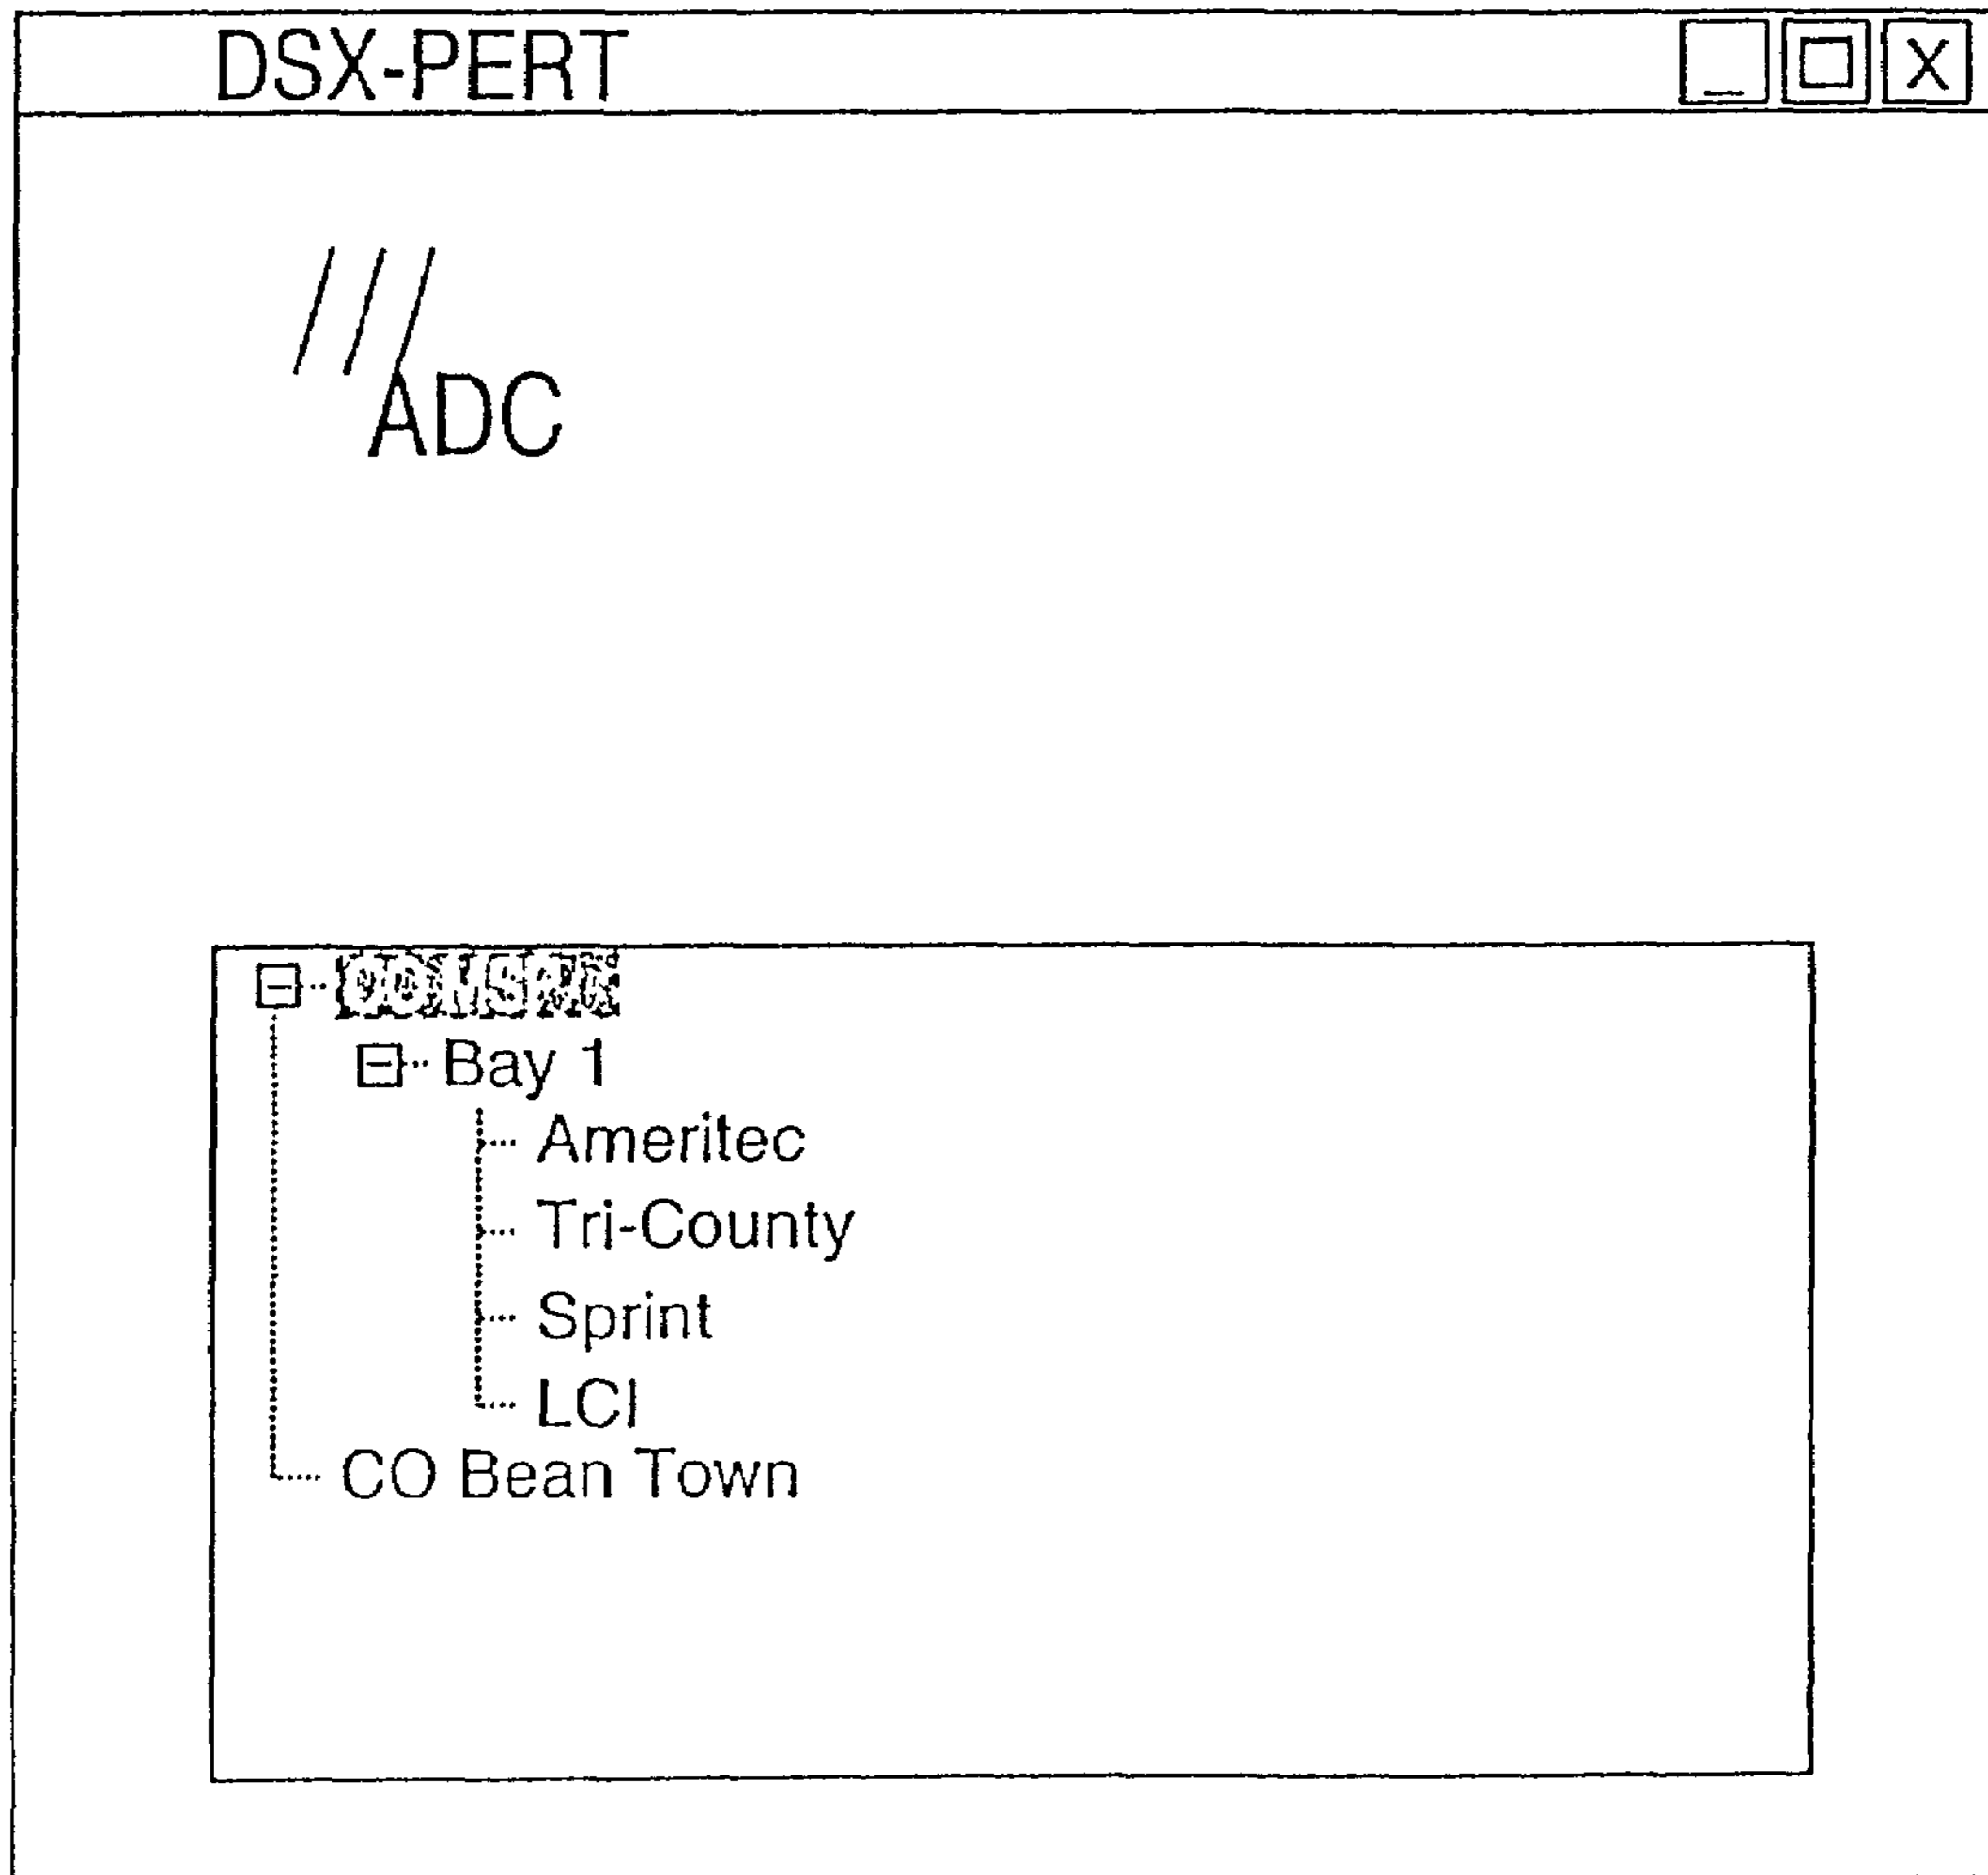 DSX-PERT
ADC
Bay 1
Ameritec
Tri-County
Sprint
LCI
CO Bean Town